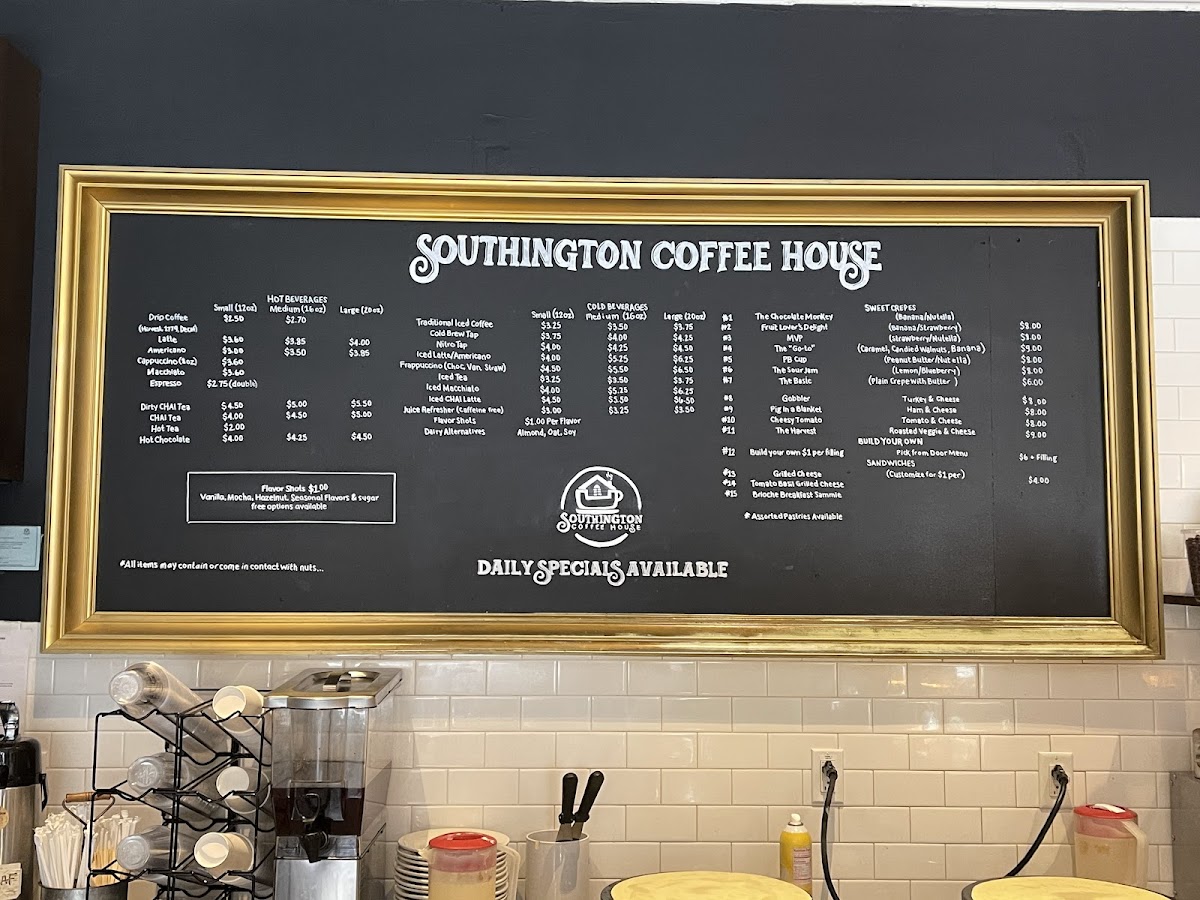 SOUTHINGTON COFFEE HOUSE
HOT BEVERAGES
Small (12oz) Medium (16 oz) Large (20oz)
Drip Coffee $2.50 $2.70
Latte $3.60 $3.85 $4.00
Americano $3.00 $3.50 $3.85
Cappuccino (8oz) $3.60
Macchiato $3.60
Espresso $2.75 (double)
Dirty CHAI Tea $4.50 $5.00 $5.50
CHAI Tea $4.00 $4.50 $5.00
Hot Tea $2.00
Hot Chocolate $4.00 $4.25 $4.50
Flavor Shots $1.00
Vanilla, Mocha, Hazelnut, Seasonal Flavors & sugar
free options available
*All items may contain or come in contact with nuts...
COLD BEVERAGES
Small (12oz) Medium (16oz) Large (20oz)
Traditional Iced Coffee $3.25 $3.50 $3.75
Cold Brew Tap $3.75 $4.00 $4.25
Nitro Tap $4.00 $4.25 $4.50
Iced Latte/Americano $4.00 $5.25 $6.25
Frappuccino (Choc, Van, Straw) $4.50 $5.50 $6.50
Iced Tea $3.25 $3.50 $3.75
Iced Macchiato $4.00 $5.25 $6.25
Iced CHAI Latte $4.50 $5.50 $6.50
Juice Refresher (Caffeine free) $3.00 $3.25 $3.50
Flavor Shots $1.00 Per Flavor
Dairy Alternatives Almond, Oat, Soy
SOUTHINGTON
COFFEE HOUSE
DAILY SPECIALS AVAILABLE
SWEET CREPES
#1 The Chocolate Monkey (Banana/Nutella) $8.00
#2 Fruit Lover's Delight (Banana/Strawberry) $8.00
#3 MVP (Strawberry/Nutella)
#4 The "Go-to" (Caramel, Candied Walnuts, Banana) $9.00
#5 PB Cup (Peanut Butter/Nutella) $8.00
#6 The Sour Jam (Lemon/Blueberry) $8.00
#7 The Basic (Plain Crepe with Butter) $6.00
#8 Gobbler Turkey & Cheese $8.00
#9 Pig In a Blanket Ham & Cheese $8.00
#10 Cheesy Tomato Tomato & Cheese $8.00
#11 The Harvest Roasted Veggie & Cheese $9.00
BUILD YOUR OWN
#12 Build your own $1 per filling Pick from Door Menu $6 + Filling
SANDWICHES
#13 Grilled Cheese (Customize for $1 per) $4.00
#14 Tomato Basil Grilled Cheese
#15 Brioche Breakfast Sammie
* Assorted Pastries Available